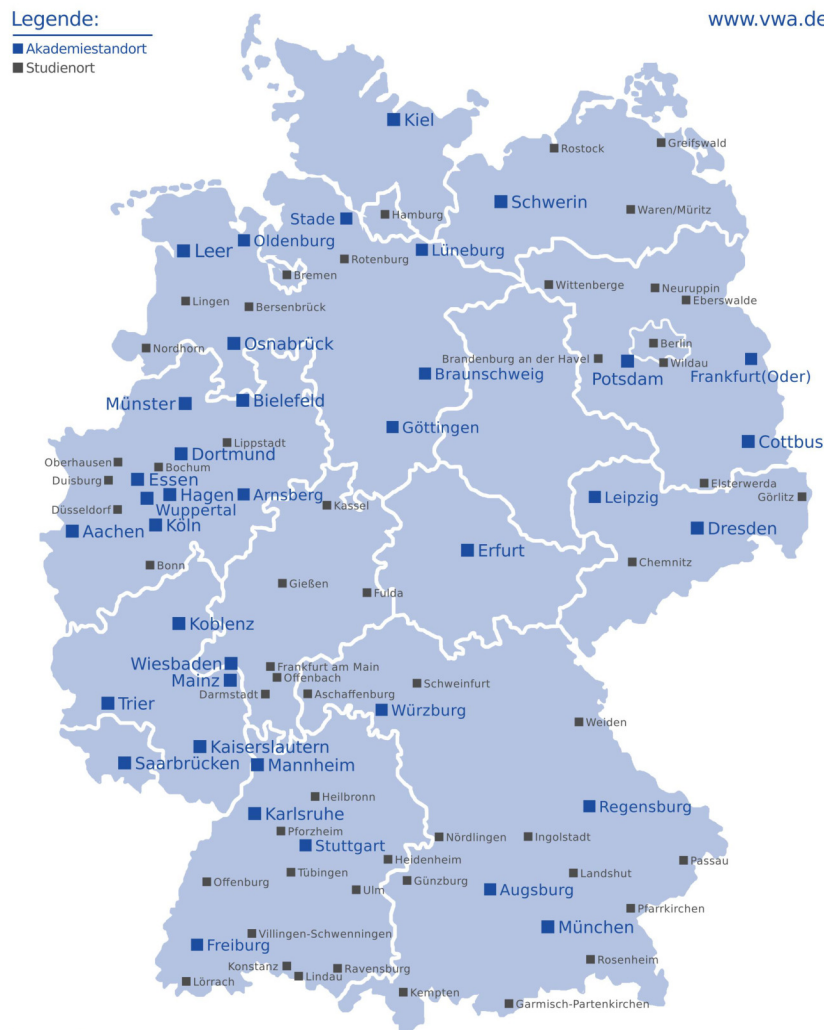 Legende:
www.vwa.de
Akademiestandort
Studienort
Kiel
Greifswald
Rostock
Schwerin
Waren/Müritz
Hamburg
Stade
Oldenburg
Leer
Lüneburg
Rotenburg
Bremen
Wittenberge
Neuruppin
Eberswalde
Lingen
Bersenbrück
Osnabrück
Nordhorn
Berlin
Brandenburg an der Havel
Wildau
Potsdam
Frankfurt(Oder)
Braunschweig
Münster
Bielefeld
Göttingen
Cottbus
Lippstadt
Dortmund
Oberhausen
Bochum
Essen
Duisburg
Hagen
Arnsberg
Wuppertal
Düsseldorf
Köln
Aachen
Kassel
Elsterwerda
Leipzig
Görlitz
Dresden
Erfurt
Chemnitz
Bonn
Gießen
Fulda
Koblenz
Wiesbaden
Frankfurt am Main
Mainz
Offenbach
Darmstadt
Aschaffenburg
Schweinfurt
Trier
Würzburg
Weiden
Kaiserslautern
Saarbrücken
Mannheim
Heilbronn
Karlsruhe
Regensburg
Pforzheim
Stuttgart
Nördlingen
Ingolstadt
Heidenheim
Passau
Tübingen
Günzburg
Landshut
Offenburg
Ulm
Augsburg
Pfarrkirchen
München
Villingen-Schwenningen
Freiburg
Rosenheim
Konstanz
Ravensburg
Lindau
Lörrach
Kempten
Garmisch-Partenkirchen